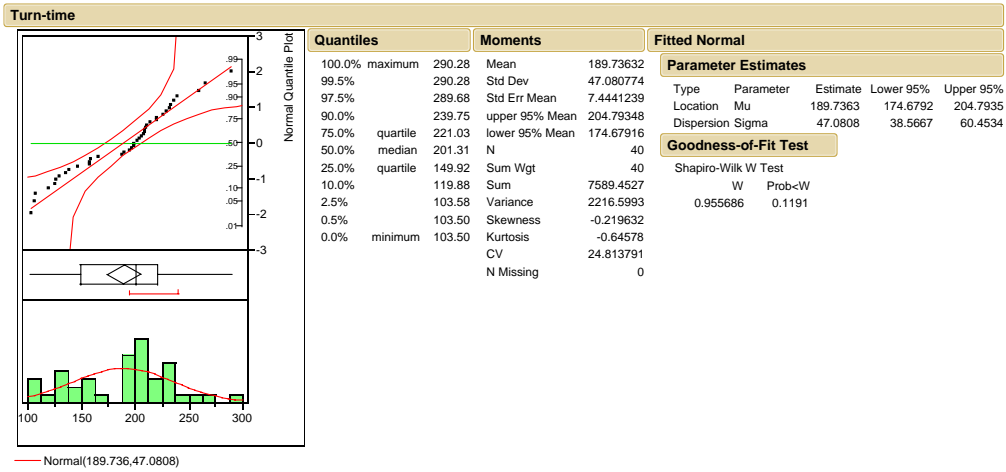 Turn-time
Normal Quantile Plot
3
2
1
0
-1
-2
-3
.99
.95
.90
.75
.50
.25
.10
.05
.01
100 150 200 250 300
Normal(189.736,47.0808)
Quantiles
100.0% maximum 290.28
99.5% 290.28
97.5% 289.68
90.0% 239.75
75.0% quartile 221.03
50.0% median 201.31
25.0% quartile 149.92
10.0% 119.88
2.5% 103.58
0.5% 103.50
0.0% minimum 103.50
Moments
Mean 189.73632
Std Dev 47.080774
Std Err Mean 7.4441239
upper 95% Mean 204.79348
lower 95% Mean 174.67916
N 40
Sum Wgt 40
Sum 7589.4527
Variance 2216.5993
Skewness -0.219632
Kurtosis -0.64578
CV 24.813791
N Missing 0
Fitted Normal
Parameter Estimates
Type Parameter Estimate Lower 95% Upper 95%
Location Mu 189.7363 174.6792 204.7935
Dispersion Sigma 47.0808 38.5667 60.4534
Goodness-of-Fit Test
Shapiro-Wilk W Test
W Prob<W
0.955686 0.1191